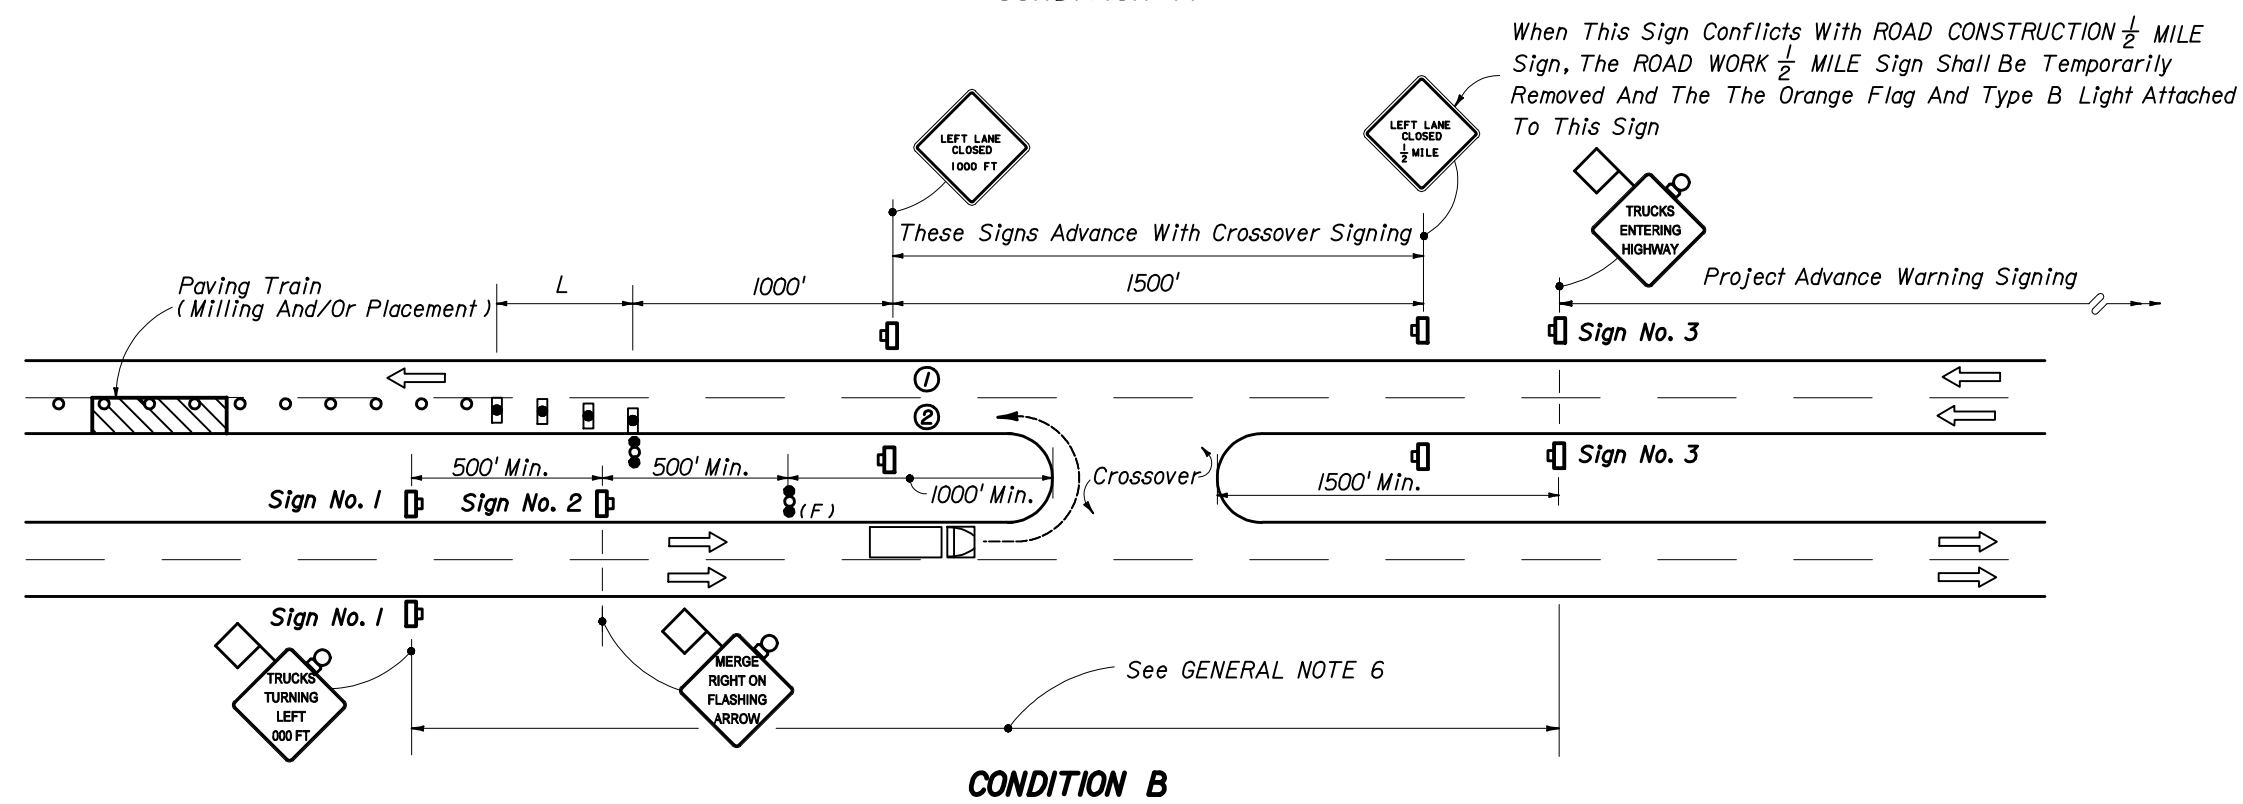 When This Sign Conflicts With ROAD CONSTRUCTION 1/2 MILE
Sign, The ROAD WORK 1/2 MILE Sign Shall Be Temporarily
Removed And The The Orange Flag And Type B Light Attached
To This Sign
LEFT LANE
CLOSED
1000 FT
LEFT LANE
CLOSED
1/2 MILE
TRUCKS
ENTERING
HIGHWAY
These Signs Advance With Crossover Signing
Project Advance Warning Signing
Paving Train
(Milling And/Or Placement)
L
1000'
1500'
Sign No. 3
1
2
500' Min.
500' Min.
1000' Min.
Crossover
1500' Min.
Sign No. 3
Sign No. 1
Sign No. 2
(F)
Sign No. 1
TRUCKS
TURNING
LEFT
000 FT
MERGE
RIGHT ON
FLASHING
ARROW
See GENERAL NOTE 6
CONDITION B